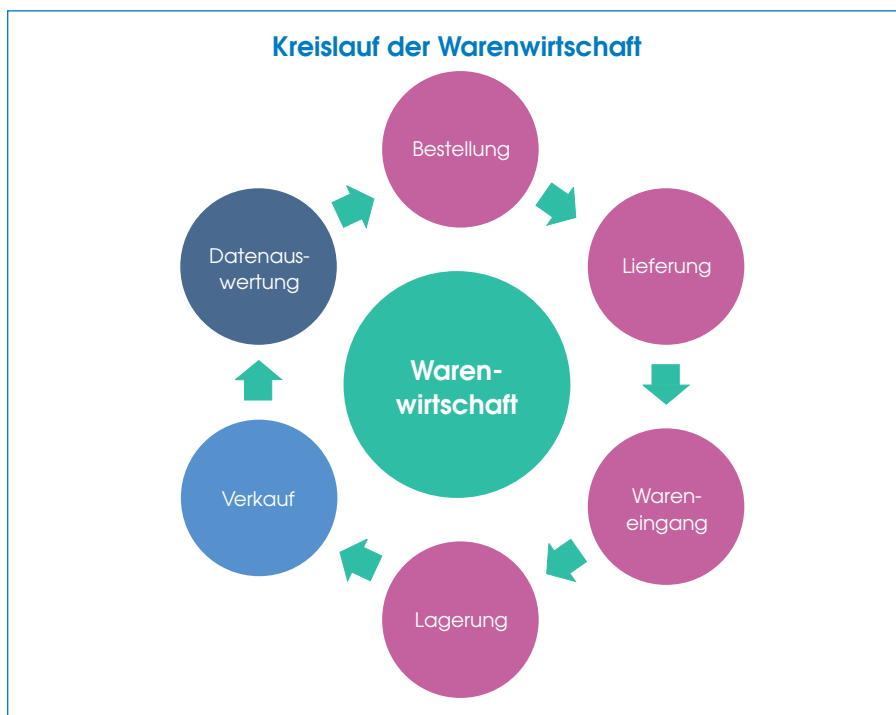 Kreislauf der Warenwirtschaft
Bestellung
Lieferung
Waren-
eingang
Lagerung
Verkauf
Datenaus-
wertung
Waren-
wirtschaft